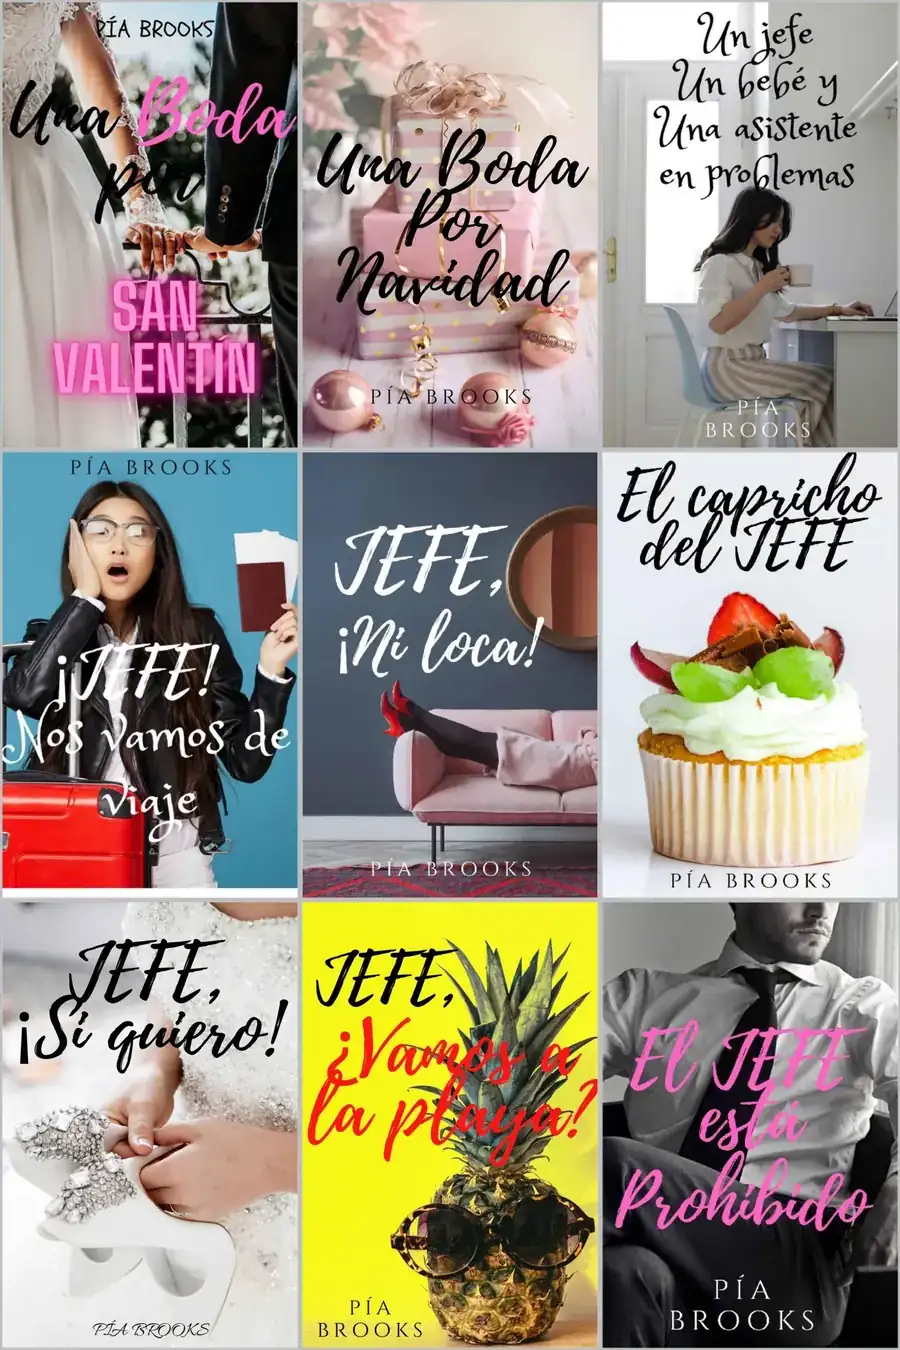 PÍA BROOKS
Una Boda
por
SAN
VALENTÍN
Una Boda
Por
Navidad
PÍA BROOKS
Un jefe
Un bebé y
Una asistente
en problemas
PÍA
BROOKS
PÍA BROOKS
¡JEFE!
Nos vamos de
viaje
JEFE,
¡Ni loca!
PÍA BROOKS
El capricho
del JEFE
PÍA BROOKS
JEFE,
¡Sí quiero!
PÍA BROOKS
JEFE,
¿Vamos a
la playa?
PÍA
BROOKS
El JEFE
está
Prohibido
PÍA
BROOKS